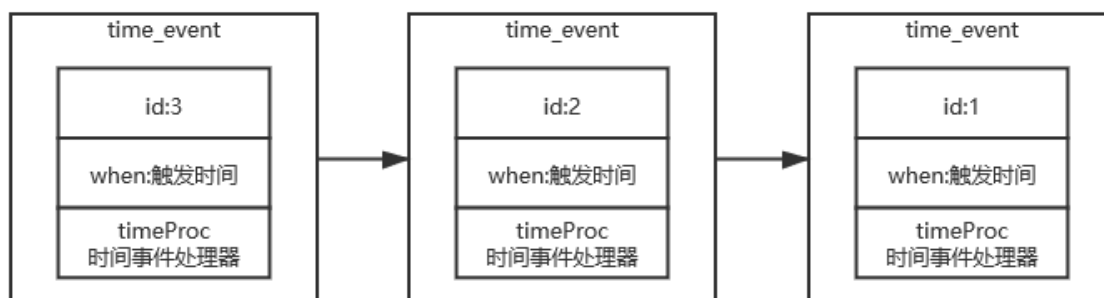 time_event
id:3
when:触发时间
timeProc
时间事件处理器
time_event
id:2
when:触发时间
timeProc
时间事件处理器
time_event
id:1
when:触发时间
timeProc
时间事件处理器